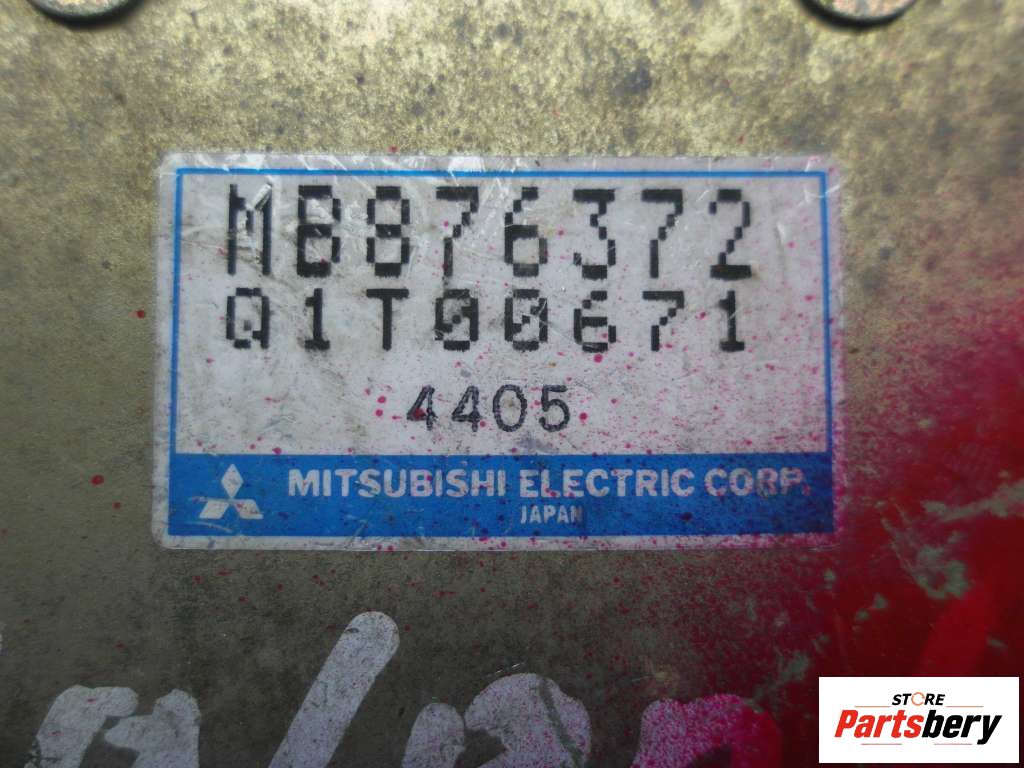 MB876372
Q1T00671
4405
MITSUBISHI ELECTRIC CORP.
JAPAN
STORE
Partsbery